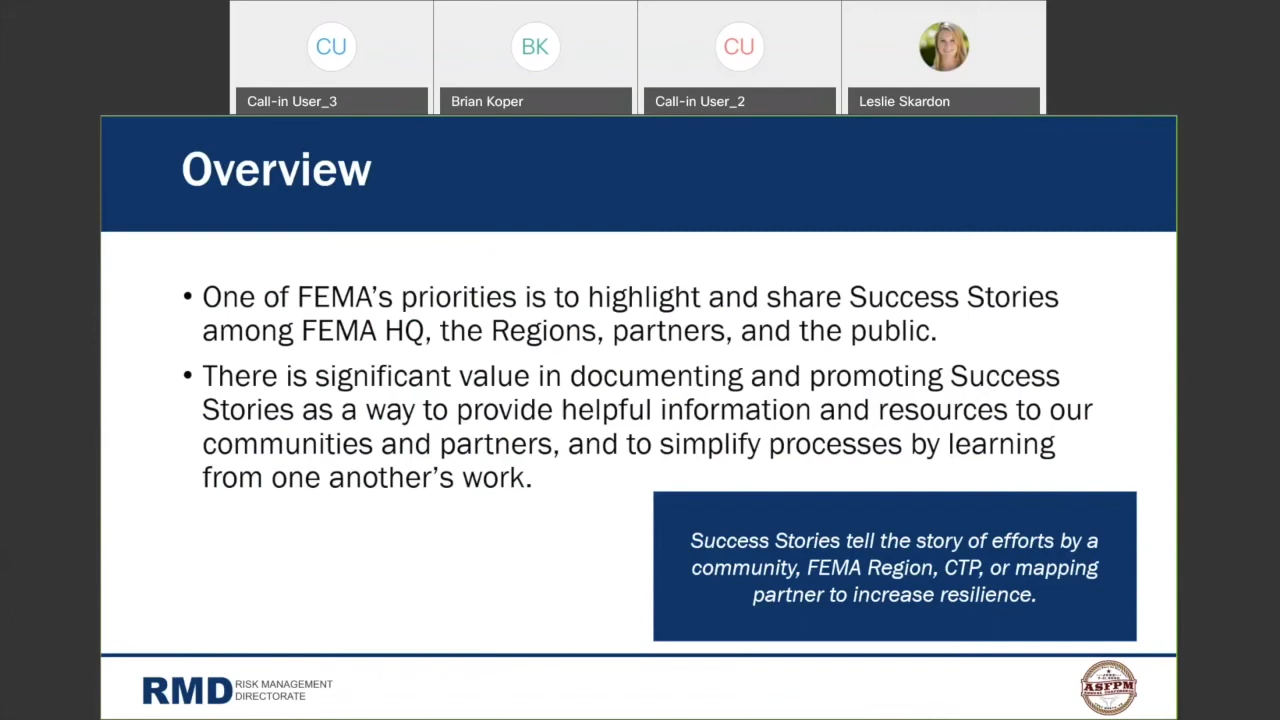 CU
BK
CU
Call-in User_3
Brian Koper
Call-in User_2
Leslie Skardon
Overview
• One of FEMA's priorities is to highlight and share Success Stories
among FEMA HQ, the Regions, partners, and the public.
• There is significant value in documenting and promoting Success
Stories as a way to provide helpful information and resources to our
communities and partners, and to simplify processes by learning
from one another's work.
Success Stories tell the story of efforts by a
community, FEMA Region, CTP, or mapping
partner to increase resilience.
RMD
RISK MANAGEMENT
DIRECTORATE
ASFPM
ANNUAL CONFERENCE